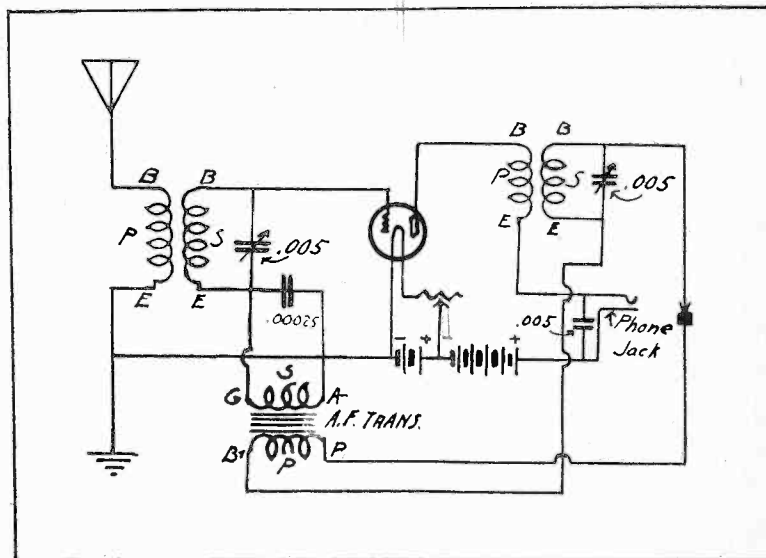 B
B
P
S
E
E
.005
.00025
B
B
P
S
E
E
.005
.005
Phone
Jack
- + - +
S
G
A-
A.F. TRANS.
B+
P
P